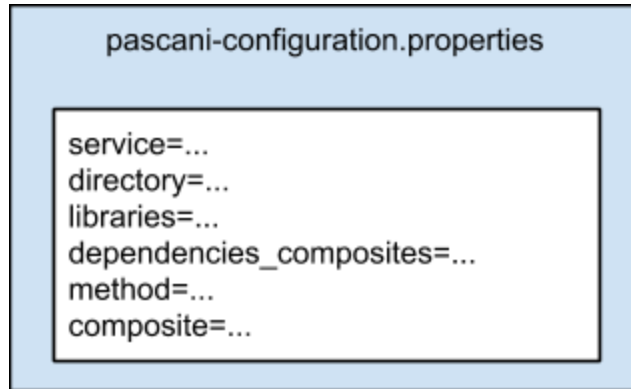 pascani-configuration.properties
service=...
directory=...
libraries=...
dependencies_composites=...
method=...
composite=...